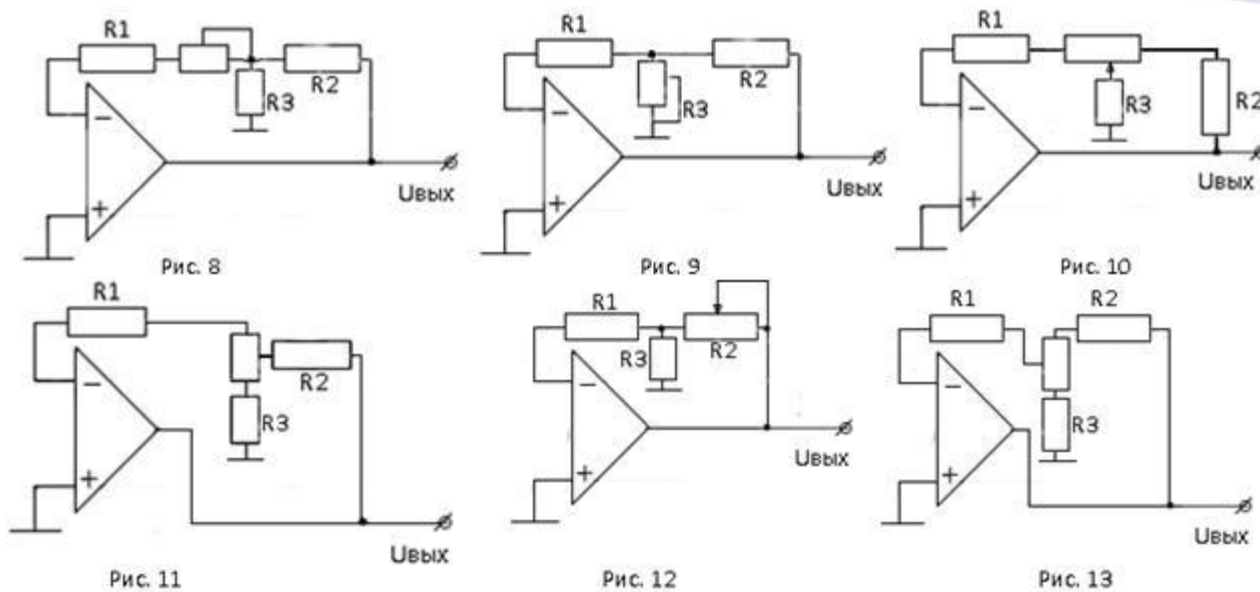 R1
R3
R2
Uвых
Рис. 8
R1
R3
R2
Uвых
Рис. 9
R1
R3
R2
Uвых
Рис. 10
R1
R2
R3
Uвых
Рис. 11
R1
R3
R2
Uвых
Рис. 12
R1
R2
R3
Uвых
Рис. 13